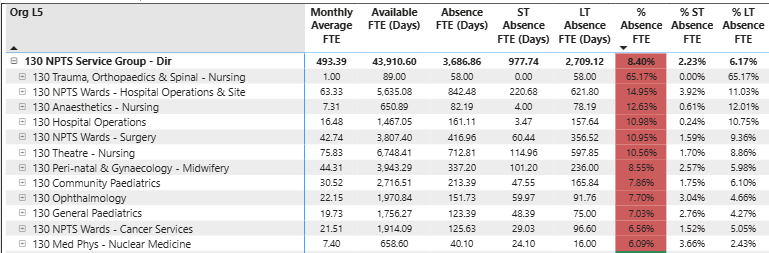 Org L5 Monthly Average FTE Available FTE (Days) Absence FTE (Days) ST Absence FTE (Days) LT Absence FTE (Days) % Absence FTE % ST Absence FTE % LT Absence FTE
130 NPTS Service Group - Dir 493.39 43,910.60 3,686.86 977.74 2,709.12 8.40% 2.23% 6.17%
130 Trauma, Orthopaedics & Spinal - Nursing 1.00 89.00 58.00 0.00 58.00 65.17% 0.00% 65.17%
130 NPTS Wards - Hospital Operations & Site 63.33 5,635.08 842.48 220.68 621.80 14.95% 3.92% 11.03%
130 Anaesthetics - Nursing 7.31 650.89 82.19 4.00 78.19 12.63% 0.61% 12.01%
130 Hospital Operations 16.48 1,467.05 161.11 3.47 157.64 10.98% 0.24% 10.75%
130 NPTS Wards - Surgery 42.74 3,807.40 416.96 60.44 356.52 10.95% 1.59% 9.36%
130 Theatre - Nursing 75.83 6,748.41 712.81 114.96 597.85 10.56% 1.70% 8.86%
130 Peri-natal & Gynaecology - Midwifery 44.31 3,943.29 337.20 101.20 236.00 8.55% 2.57% 5.98%
130 Community Paediatrics 30.52 2,716.51 213.39 47.55 165.84 7.86% 1.75% 6.10%
130 Ophthalmology 22.15 1,970.84 151.73 59.97 91.76 7.70% 3.04% 4.66%
130 General Paediatrics 19.73 1,756.27 123.39 48.39 75.00 7.03% 2.76% 4.27%
130 NPTS Wards - Cancer Services 21.51 1,914.09 125.63 29.03 96.60 6.56% 1.52% 5.05%
130 Med Phys - Nuclear Medicine 7.40 658.60 40.10 24.10 16.00 6.09% 3.66% 2.43%